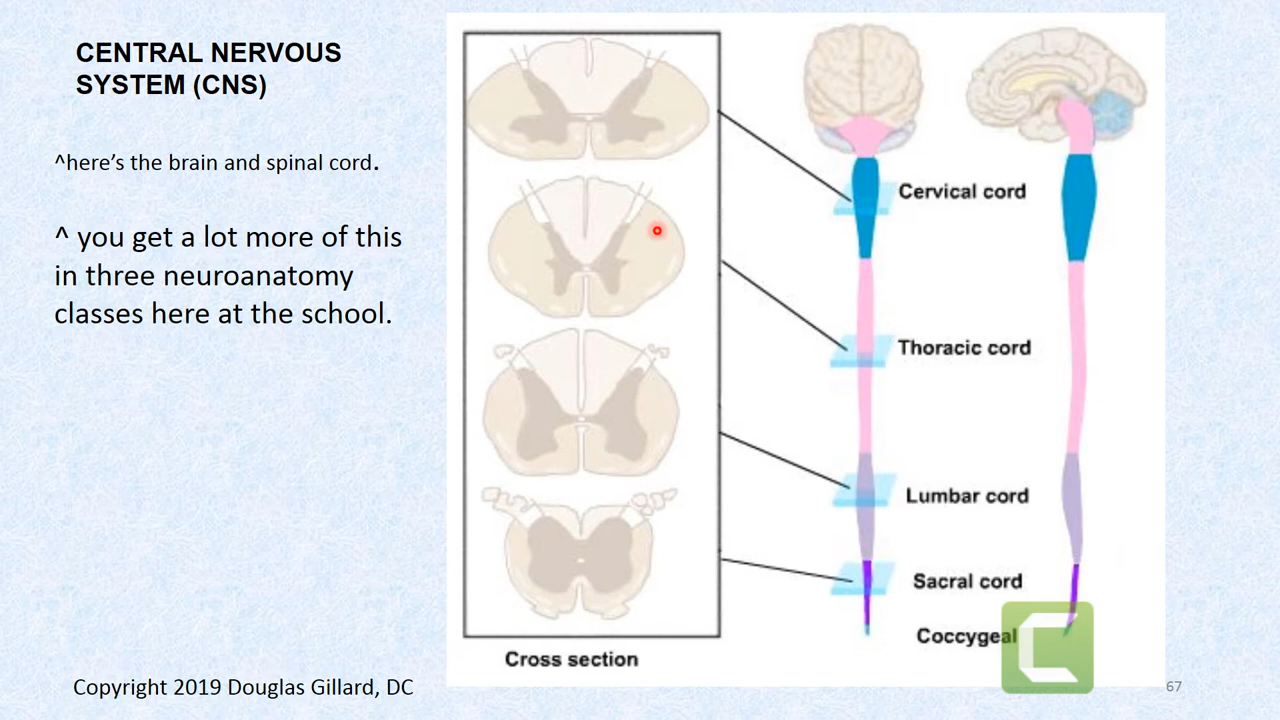 CENTRAL NERVOUS
SYSTEM (CNS)
^here's the brain and spinal cord.
^ you get a lot more of this
in three neuroanatomy
classes here at the school.
Cervical cord
Thoracic cord
Lumbar cord
Sacral cord
Coccygeal
Cross section
Copyright 2019 Douglas Gillard, DC
67